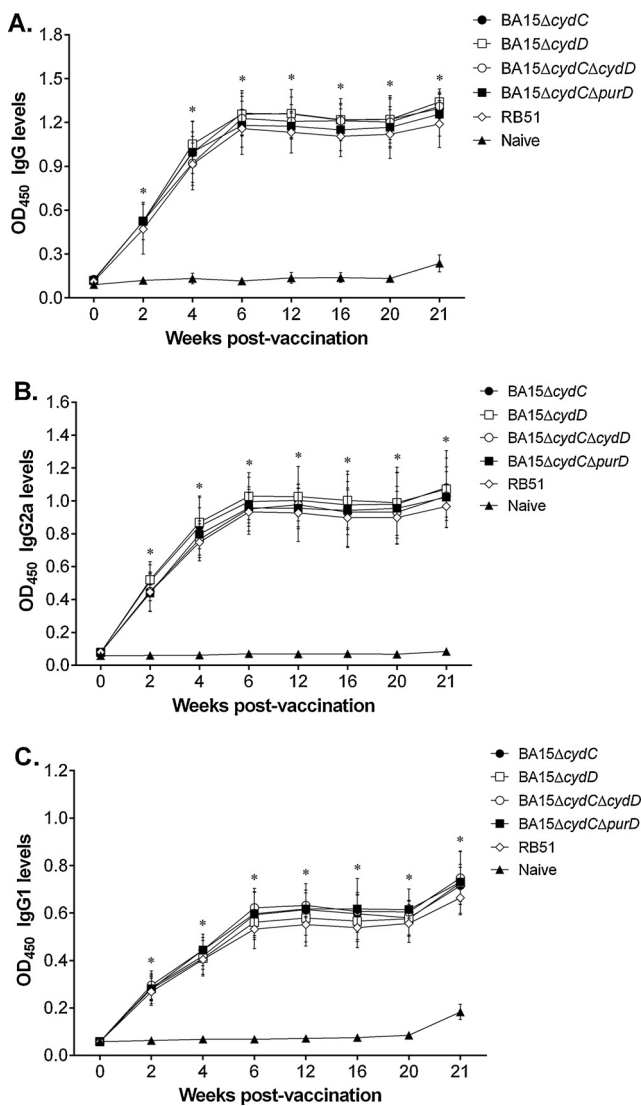 A.
OD450 IgG levels
1.8
1.5
1.2
0.9
0.6
0.3
0.0
* * * * * * *
0 2 4 6 12 16 20 21
Weeks post-vaccination
BA15ΔcydC
BA15ΔcydD
BA15ΔcydCΔcydD
BA15ΔcydCΔpurD
RB51
Naive
B.
OD450 IgG2a levels
1.6
1.4
1.2
1.0
0.8
0.6
0.4
0.2
0.0
* * * * * * *
0 2 4 6 12 16 20 21
Weeks post-vaccination
BA15ΔcydC
BA15ΔcydD
BA15ΔcydCΔcydD
BA15ΔcydCΔpurD
RB51
Naive
C.
OD450 IgG1 levels
1.2
1.0
0.8
0.6
0.4
0.2
0.0
* * * * * * *
0 2 4 6 12 16 20 21
Weeks post-vaccination
BA15ΔcydC
BA15ΔcydD
BA15ΔcydCΔcydD
BA15ΔcydCΔpurD
RB51
Naive